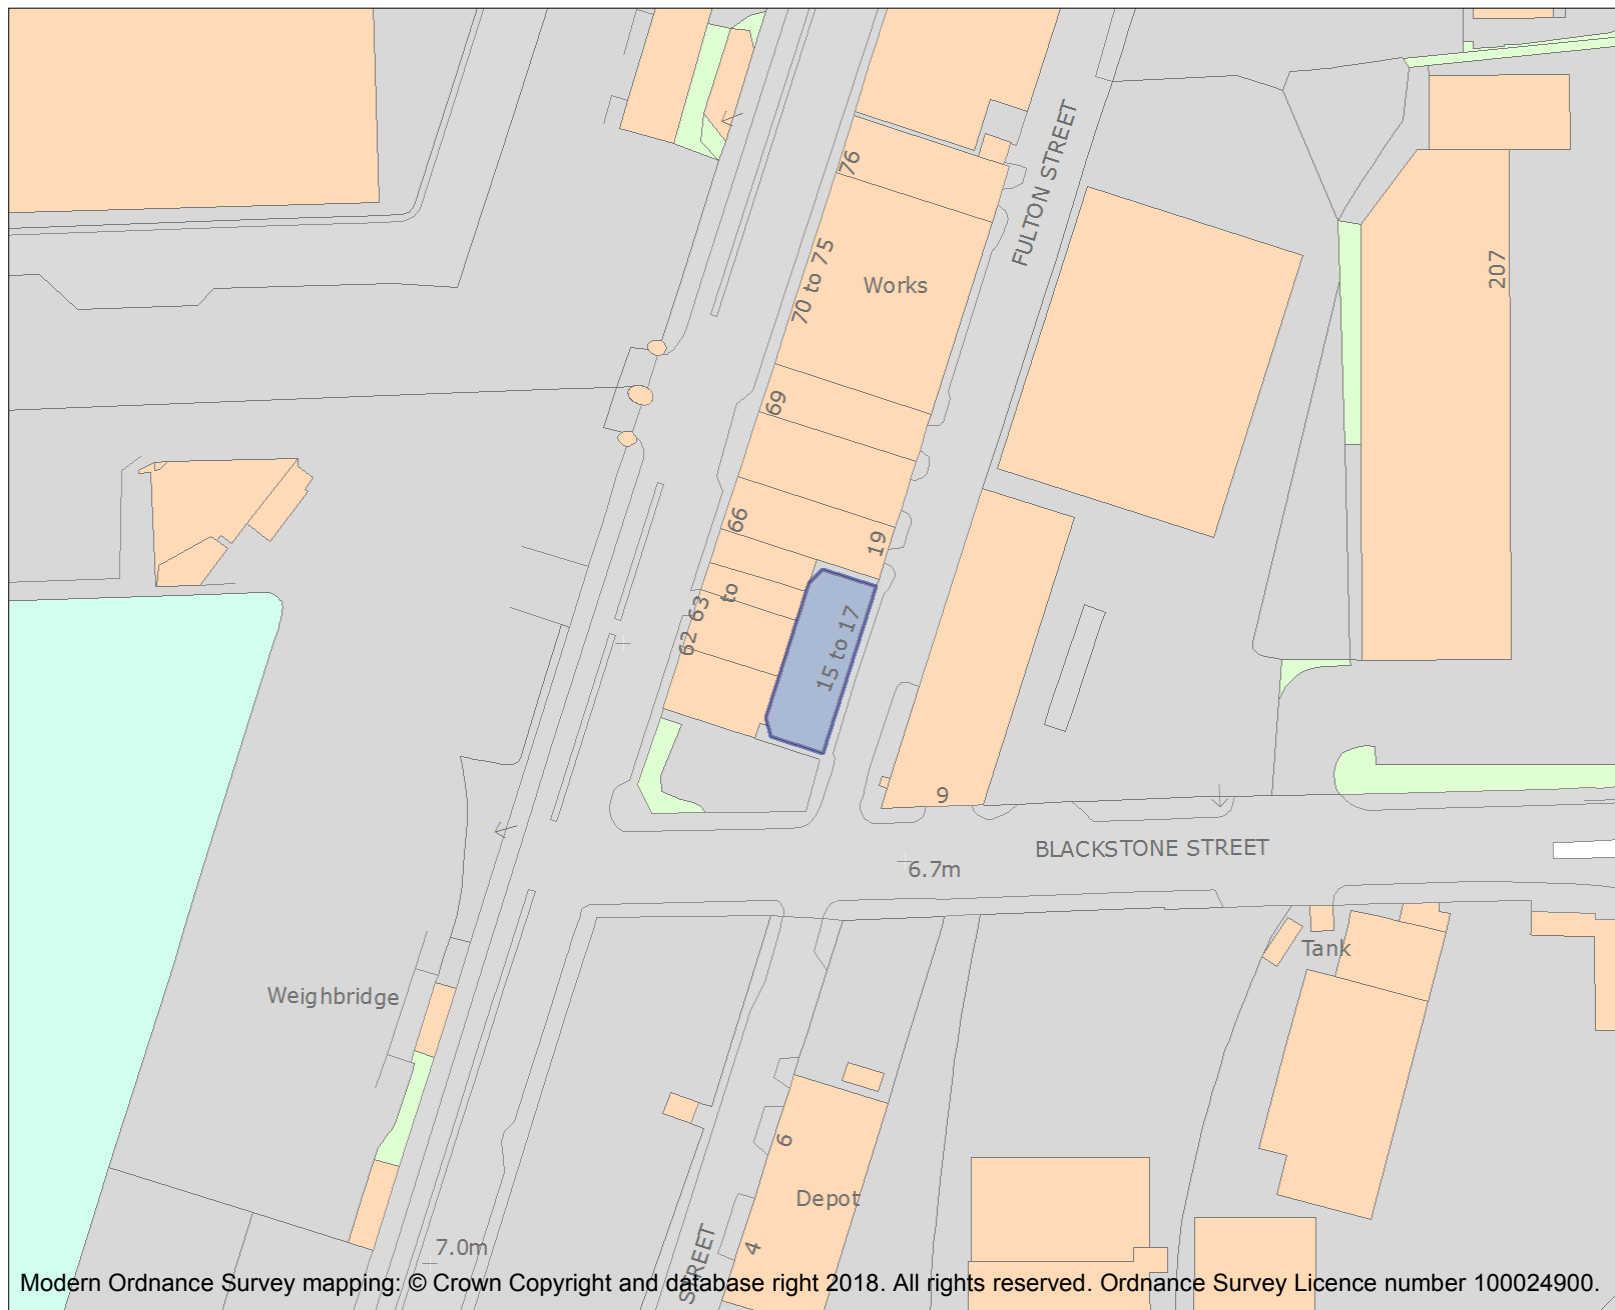 76
FULTON STREET
70 to 75
Works
207
69
66
19
to
62 63
15 to 17
9
BLACKSTONE STREET
6.7m
Tank
Weighbridge
6
Depot
4
7.0m
STREET
Modern Ordnance Survey mapping: © Crown Copyright and database right 2018. All rights reserved. Ordnance Survey Licence number 100024900.